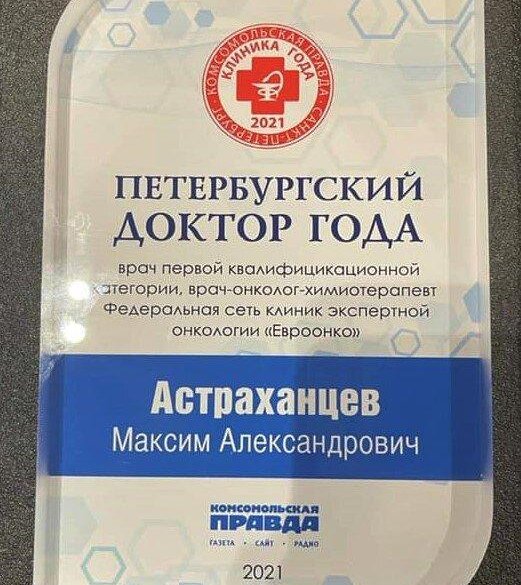 КОМСОМОЛЬСКАЯ ПРАВДА • САНКТ-ПЕТЕРБУРГ •
КЛИНИКА ГОДА
2021
ПЕТЕРБУРГСКИЙ
ДОКТОР ГОДА
врач первой квалифицикационной
категории, врач-онколог-химиотерапевт
Федеральная сеть клиник экспертной
онкологии «Евроонко»
Астраханцев
Максим Александрович
КОМСОМОЛЬСКАЯ
ПРАВДА
ГАЗЕТА • САЙТ • РАДИО
2021